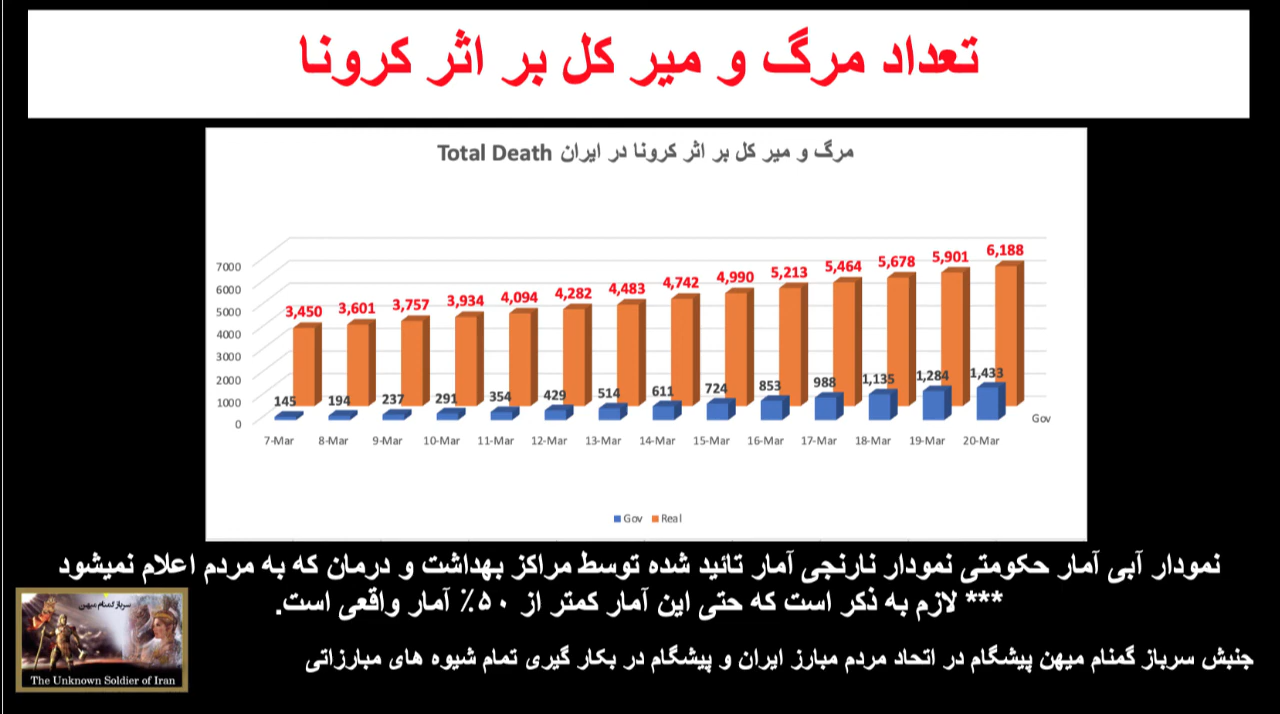 تعداد مرگ و میر کل بر اثر کرونا
مرگ و میر کل بر اثر کرونا در ایران Total Death
7000
6000
5000
4000
3000
2000
1000
0
3,450 3,601 3,757 3,934 4,094 4,282 4,483 4,742 4,990 5,213 5,464 5,678 5,901 6,188
145 194 237 291 354 429 514 611 724 853 988 1,135 1,284 1,433
Gov
7-Mar 8-Mar 9-Mar 10-Mar 11-Mar 12-Mar 13-Mar 14-Mar 15-Mar 16-Mar 17-Mar 18-Mar 19-Mar 20-Mar
Gov Real
نمودار آبی آمار حکومتی نمودار نارنجی آمار تائید شده توسط مراکز بهداشت و درمان که به مردم اعلام نمیشود
*** لازم به ذکر است که حتی این آمار کمتر از ۵۰٪ آمار واقعی است.
جنبش سرباز گمنام میهن پیشگام در اتحاد مردم مبارز ایران و پیشگام در بکار گیری تمام شیوه های مبارزاتی
سرباز گمنام میهن
The Unknown Soldier of Iran